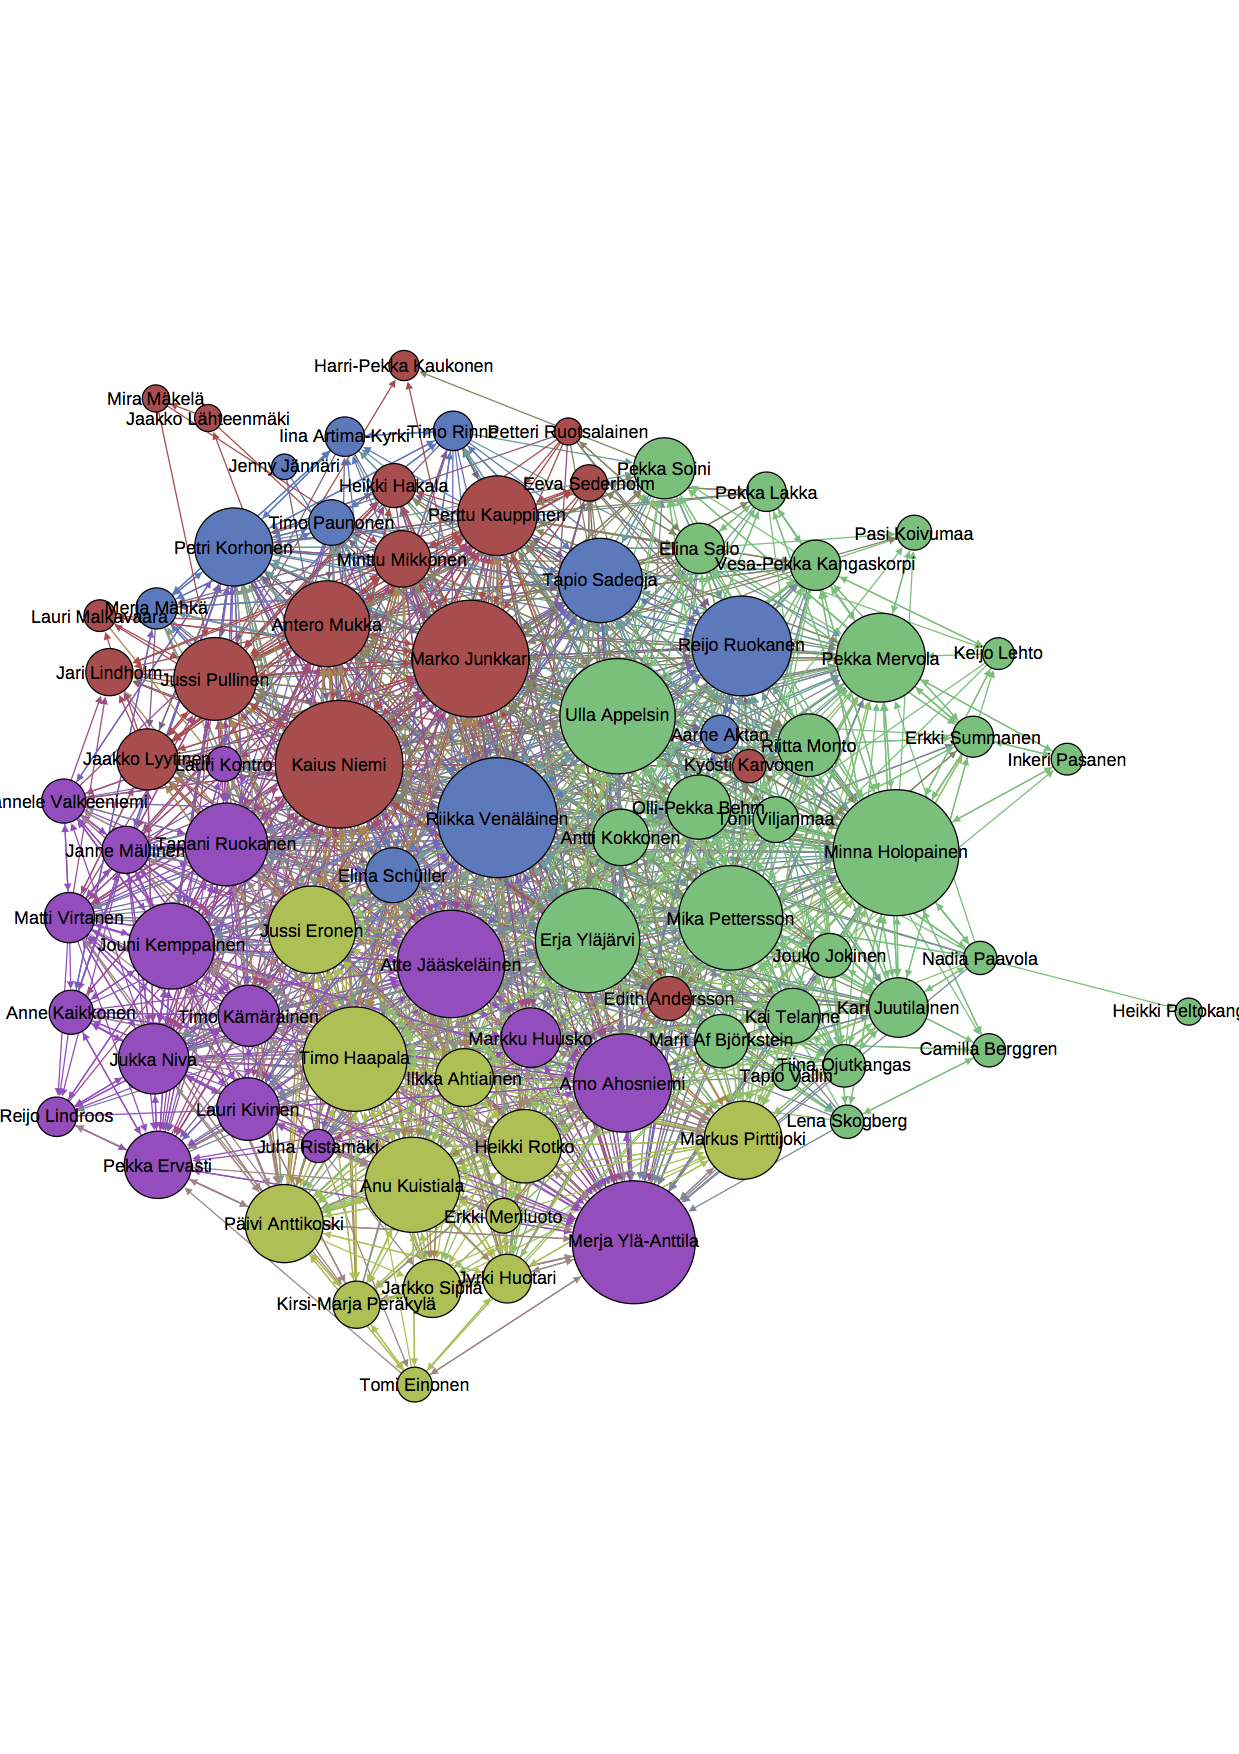 Harri-Pekka Kaukonen
Mira Mäkelä
Jaakko Lähteenmäki
Iina Artima-Kyrki
Timo Rinne
Petteri Ruotsalainen
Jenny Jännäri
Heikki Hakala
Eeva Sederholm
Pekka Soini
Pekka Lakka
Timo Paunonen
Perttu Kauppinen
Petri Korhonen
Minttu Mikkonen
Elina Salo
Pasi Koivumaa
Vesa-Pekka Kangaskorpi
Tapio Sadeoja
Merja Mähkä
Lauri Malkavaara
Antero Mukka
Marko Junkkari
Reijo Ruokanen
Pekka Mervola
Keijo Lehto
Jari Lindholm
Jussi Pullinen
Ulla Appelsin
Aarne Aktan
Riitta Monto
Erkki Summanen
Inkeri Pasanen
Jaakko Lyytinen
Lauri Kontro
Kaius Niemi
Kyösti Karvonen
annele Valkeeniemi
Olli-Pekka Behm
Toni Viljanmaa
Riikka Venäläinen
Antti Kokkonen
Janne Mällinen
Tapani Ruokanen
Minna Holopainen
Elina Schüller
Matti Virtanen
Jouni Kemppainen
Jussi Eronen
Atte Jääskeläinen
Erja Yläjärvi
Mika Pettersson
Jouko Jokinen
Nadia Paavola
Anne Kaikkonen
Timo Kämäräinen
Edith Andersson
Kai Telanne
Kari Juutilainen
Heikki Peltokang
Markku Huusko
Marit Af Björkstein
Camilla Berggren
Jukka Niva
Timo Haapala
Ilkka Ahtiainen
Arno Ahosniemi
Tapio Vallin
Tiina Ojutkangas
Reijo Lindroos
Lauri Kivinen
Lena Skogberg
Juha Ristamäki
Heikki Rotko
Markus Pirttijoki
Pekka Ervasti
Anu Kuistiala
Päivi Anttikoski
Erkki Meriluoto
Merja Ylä-Anttila
Jyrki Huotari
Jarkko Sipilä
Kirsi-Marja Peräkylä
Tomi Einonen